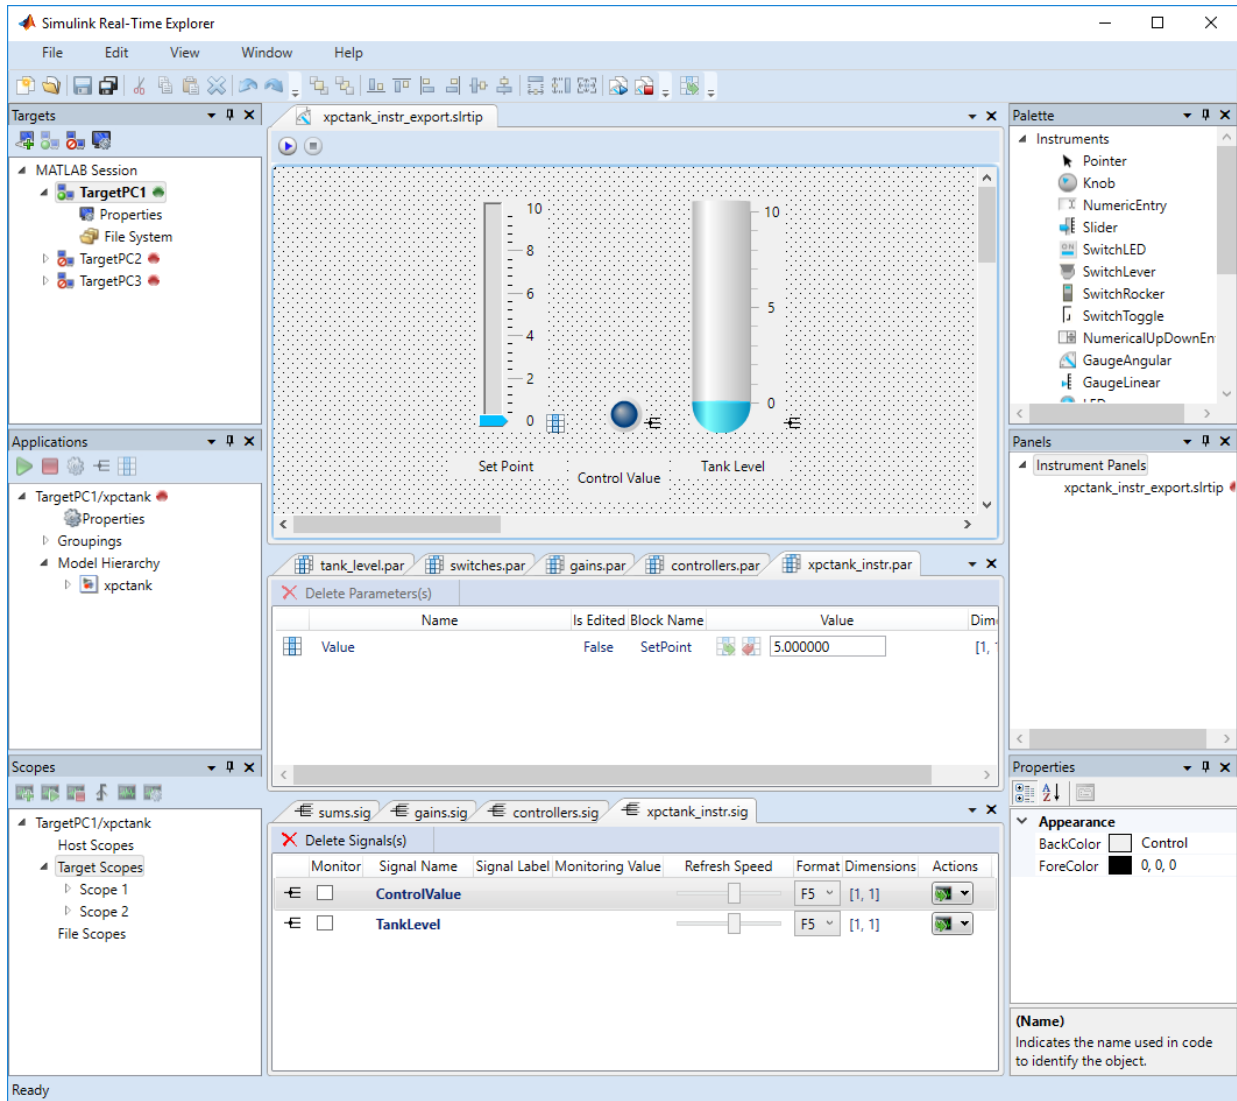 Simulink Real-Time Explorer
File Edit View Window Help
Targets
MATLAB Session
TargetPC1
Properties
File System
TargetPC2
TargetPC3
Applications
TargetPC1/xpctank
Properties
Groupings
Model Hierarchy
xpctank
Scopes
TargetPC1/xpctank
Host Scopes
Target Scopes
Scope 1
Scope 2
File Scopes
xpctank_instr_export.slrtip
10
8
6
4
2
0
Set Point
Control Value
10
5
0
Tank Level
tank_level.par switches.par gains.par controllers.par xpctank_instr.par
Delete Parameters(s)
Name Is Edited Block Name Value Dim
Value False SetPoint 5.000000 [1, 1
sums.sig gains.sig controllers.sig xpctank_instr.sig
Delete Signals(s)
Monitor Signal Name Signal Label Monitoring Value Refresh Speed Format Dimensions Actions
ControlValue F5 [1, 1]
TankLevel F5 [1, 1]
Palette
Instruments
Pointer
Knob
NumericEntry
Slider
SwitchLED
SwitchLever
SwitchRocker
SwitchToggle
NumericalUpDownEn
GaugeAngular
GaugeLinear
Panels
Instrument Panels
xpctank_instr_export.slrtip
Properties
Appearance
BackColor Control
ForeColor 0, 0, 0
(Name)
Indicates the name used in code
to identify the object.
Ready